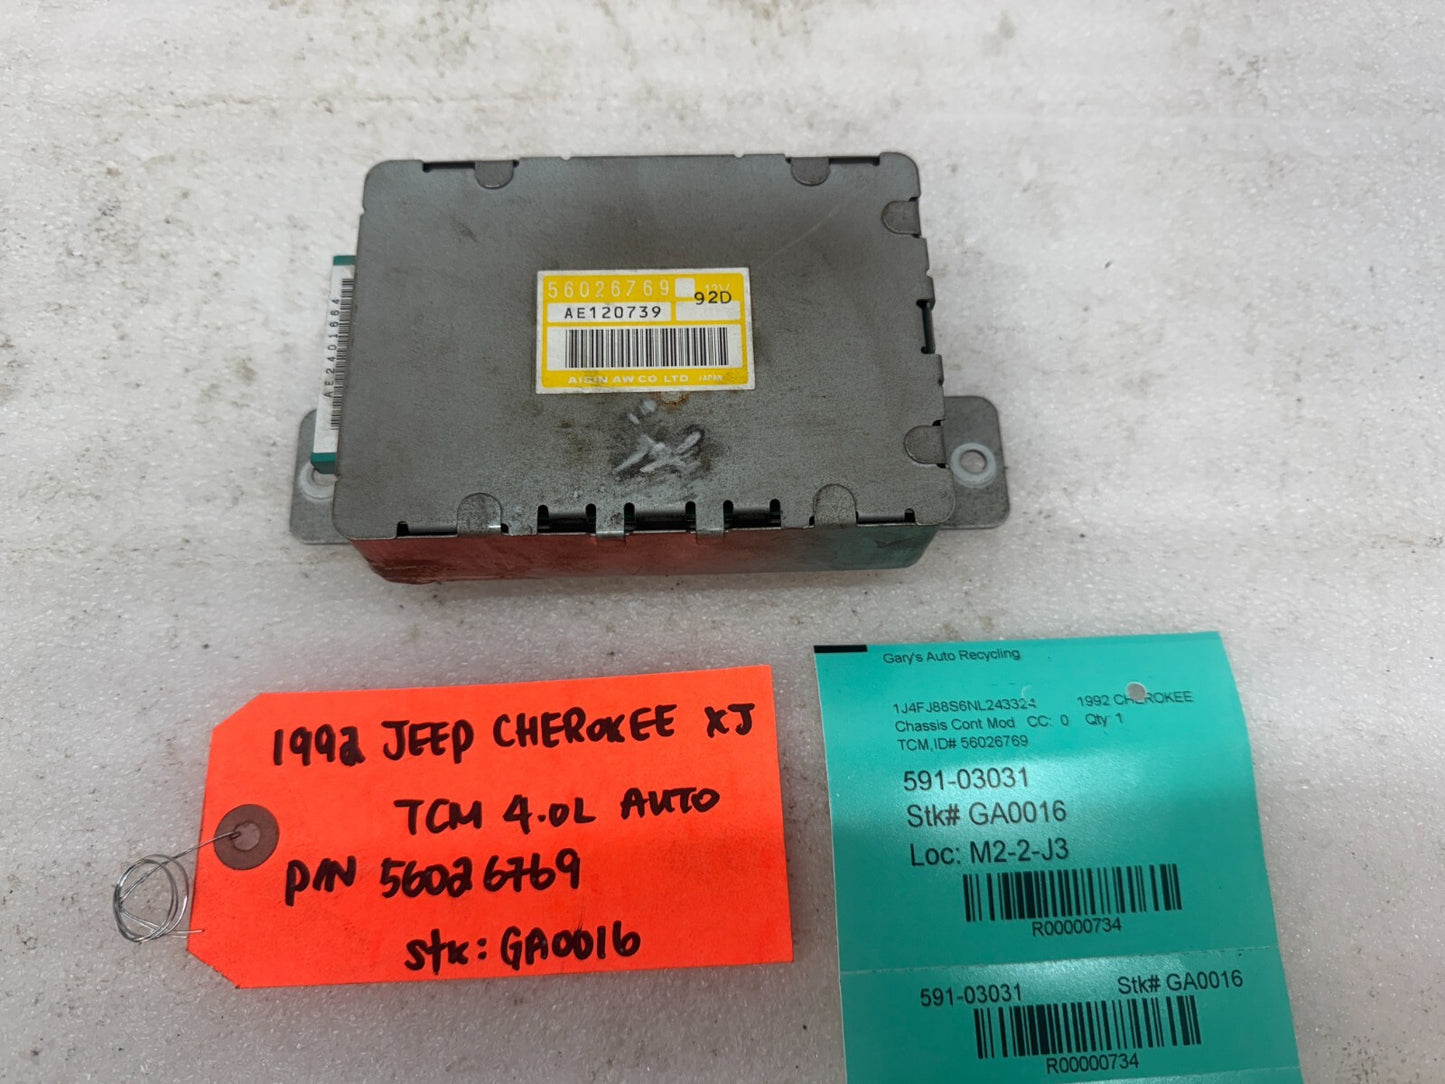 56026769 12V
92D
AE120739
AISIN AW CO LTD JAPAN
AE2401664
1992 JEEP CHEROKEE XJ
TCM 4.0L AUTO
P/N 56026769
Stk: GA0016
Gary's Auto Recycling
1J4FJ88S6NL243324 1992 CHEROKEE
Chassis Cont Mod CC: 0 Qty 1
TCM,ID# 56026769
591-03031
Stk# GA0016
Loc: M2-2-J3
R00000734
591-03031 Stk# GA0016
R00000734